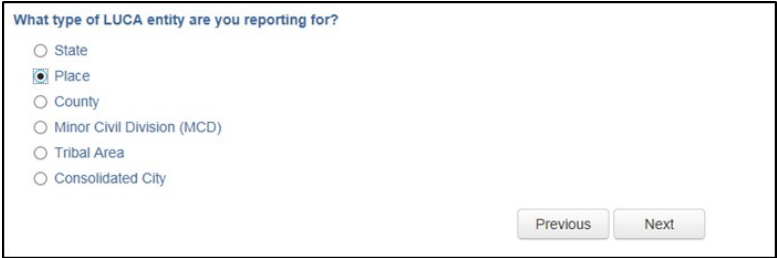 What type of LUCA entity are you reporting for?
State
Place
County
Minor Civil Division (MCD)
Tribal Area
Consolidated City
Previous Next